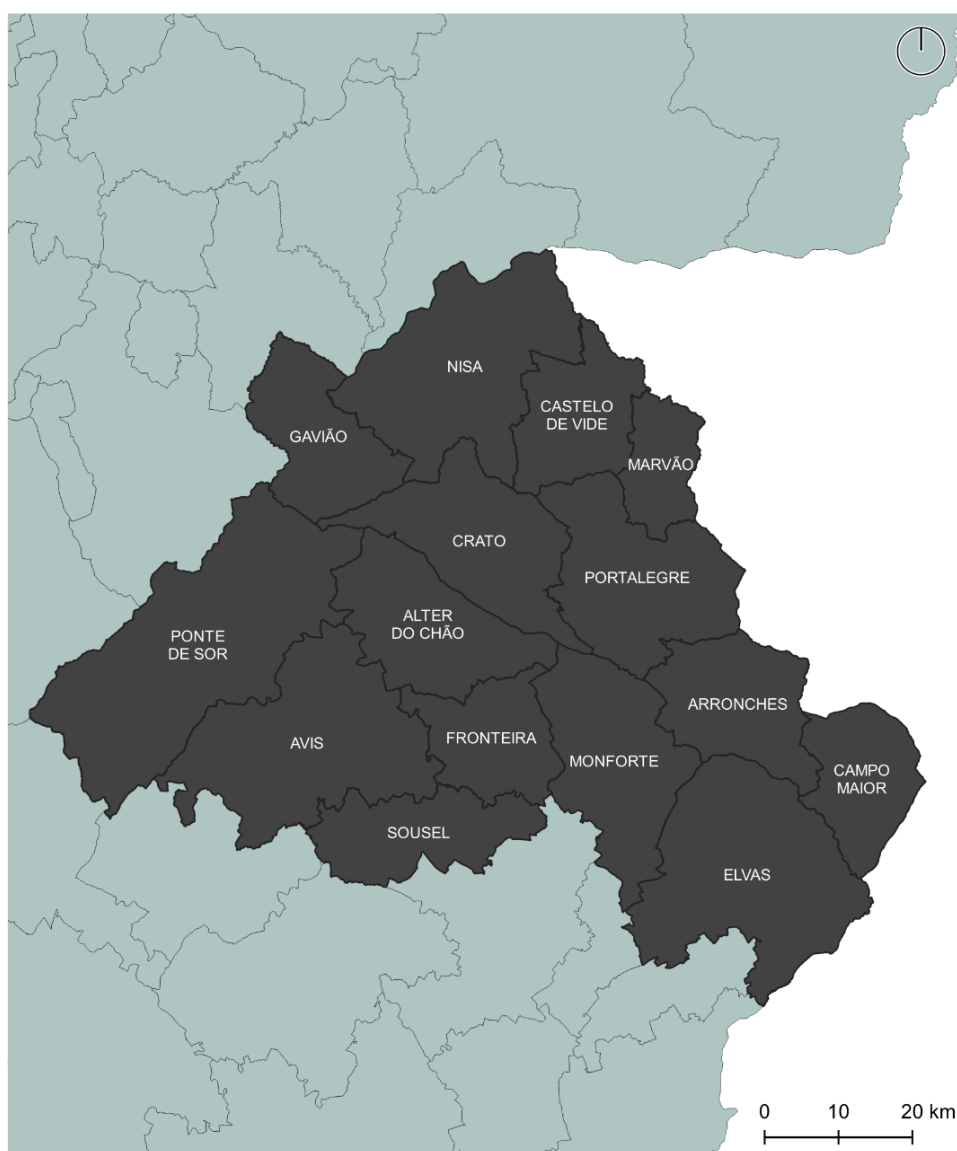 NISA
CASTELO
DE VIDE
GAVIÃO
MARVÃO
CRATO
PORTALEGRE
ALTER
DO CHÃO
PONTE
DE SOR
ARRONCHES
AVIS
FRONTEIRA
MONFORTE
CAMPO
MAIOR
SOUSEL
ELVAS
0 10 20 km